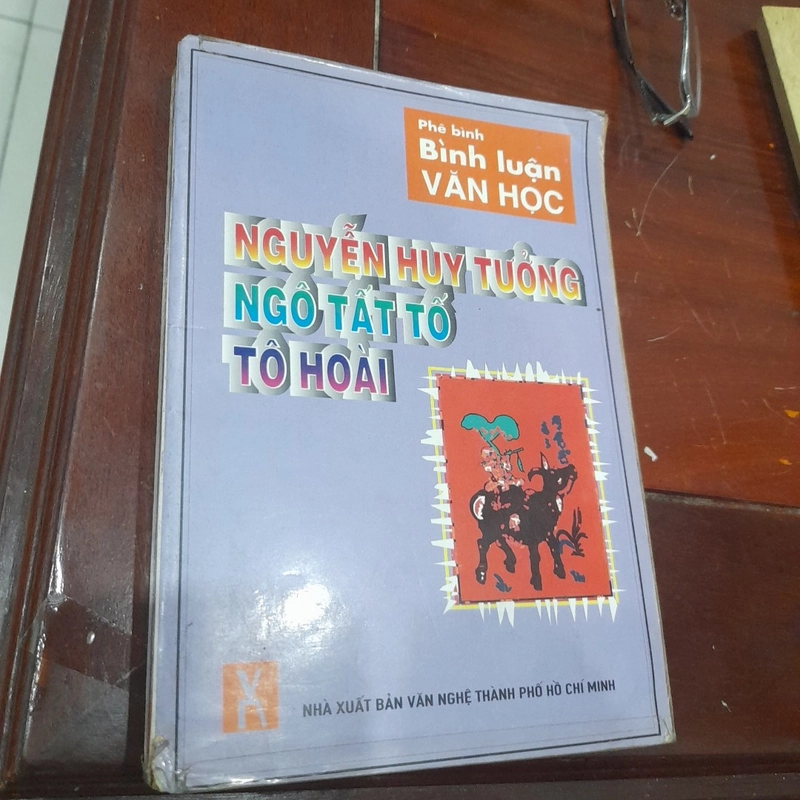 Phê bình
Bình luận
VĂN HỌC
NGUYỄN HUY TƯỞNG
NGÔ TẤT TỐ
TÔ HOÀI
NHÀ XUẤT BẢN VĂN NGHỆ THÀNH PHỐ HỒ CHÍ MINH